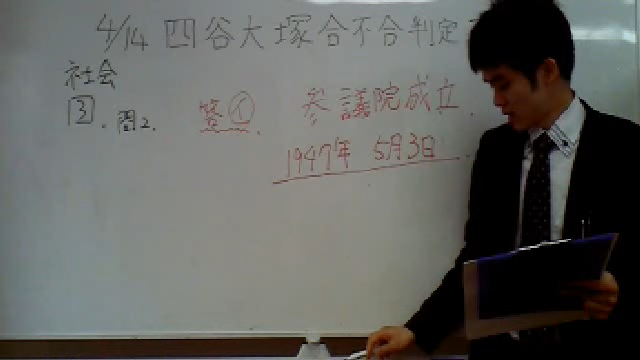 4/14 四谷大塚合不合判定
社会
3. 問2. 答イ. 参議院成立.
1947年 5月3日